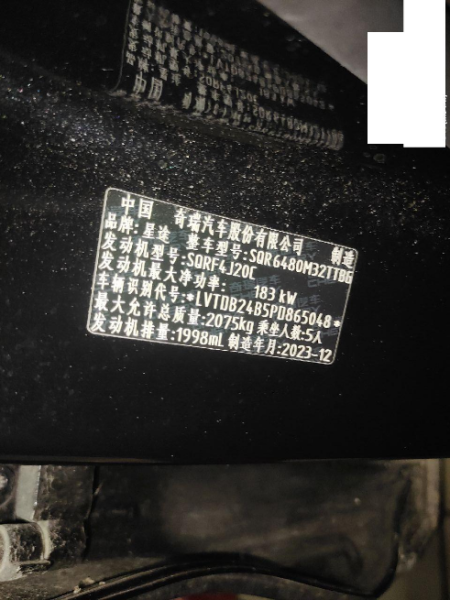 中国 奇瑞汽车股份有限公司 制造
品牌:星途 整车型号:SQR6480M32TTBG
发动机型号:SQRF4J20C
发动机最大净功率: 183 kW
车辆识别代号:*LVTDB24B5PD865048*
最大允许总质量:2075kg 乘坐人数:5人
发动机排量:1998mL 制造年月:2023-12